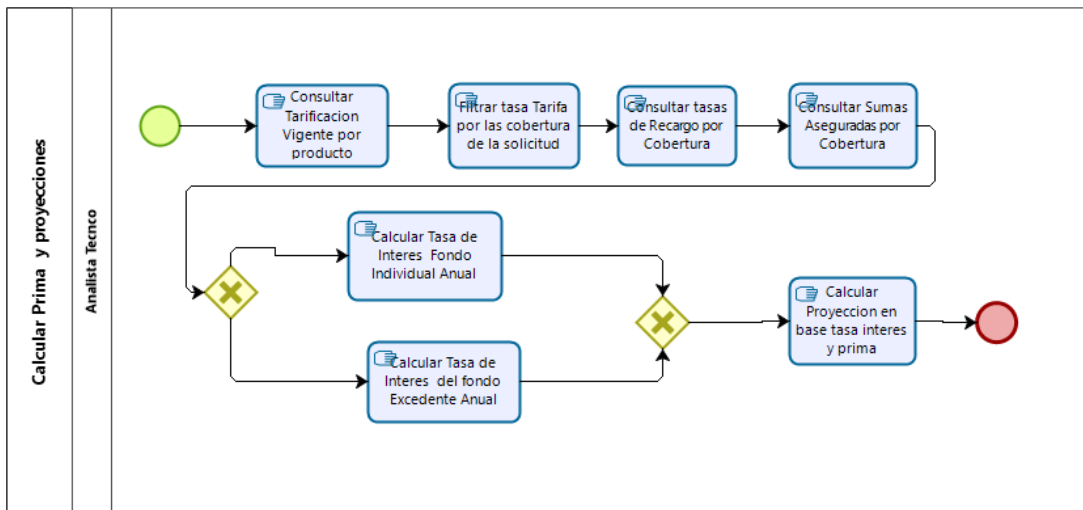 Calcular Prima y proyecciones
Analista Tecnco
Consultar
Tarificacion
Vigente por
producto
Filtrar tasa Tarifa
por las cobertura
de la solicitud
Consultar tasas
de Recargo por
Cobertura
Consultar Sumas
Aseguradas por
Cobertura
Calcular Tasa de
Interes Fondo
Individual Anual
Calcular Tasa de
Interes del fondo
Excedente Anual
Calcular
Proyeccion en
base tasa interes
y prima